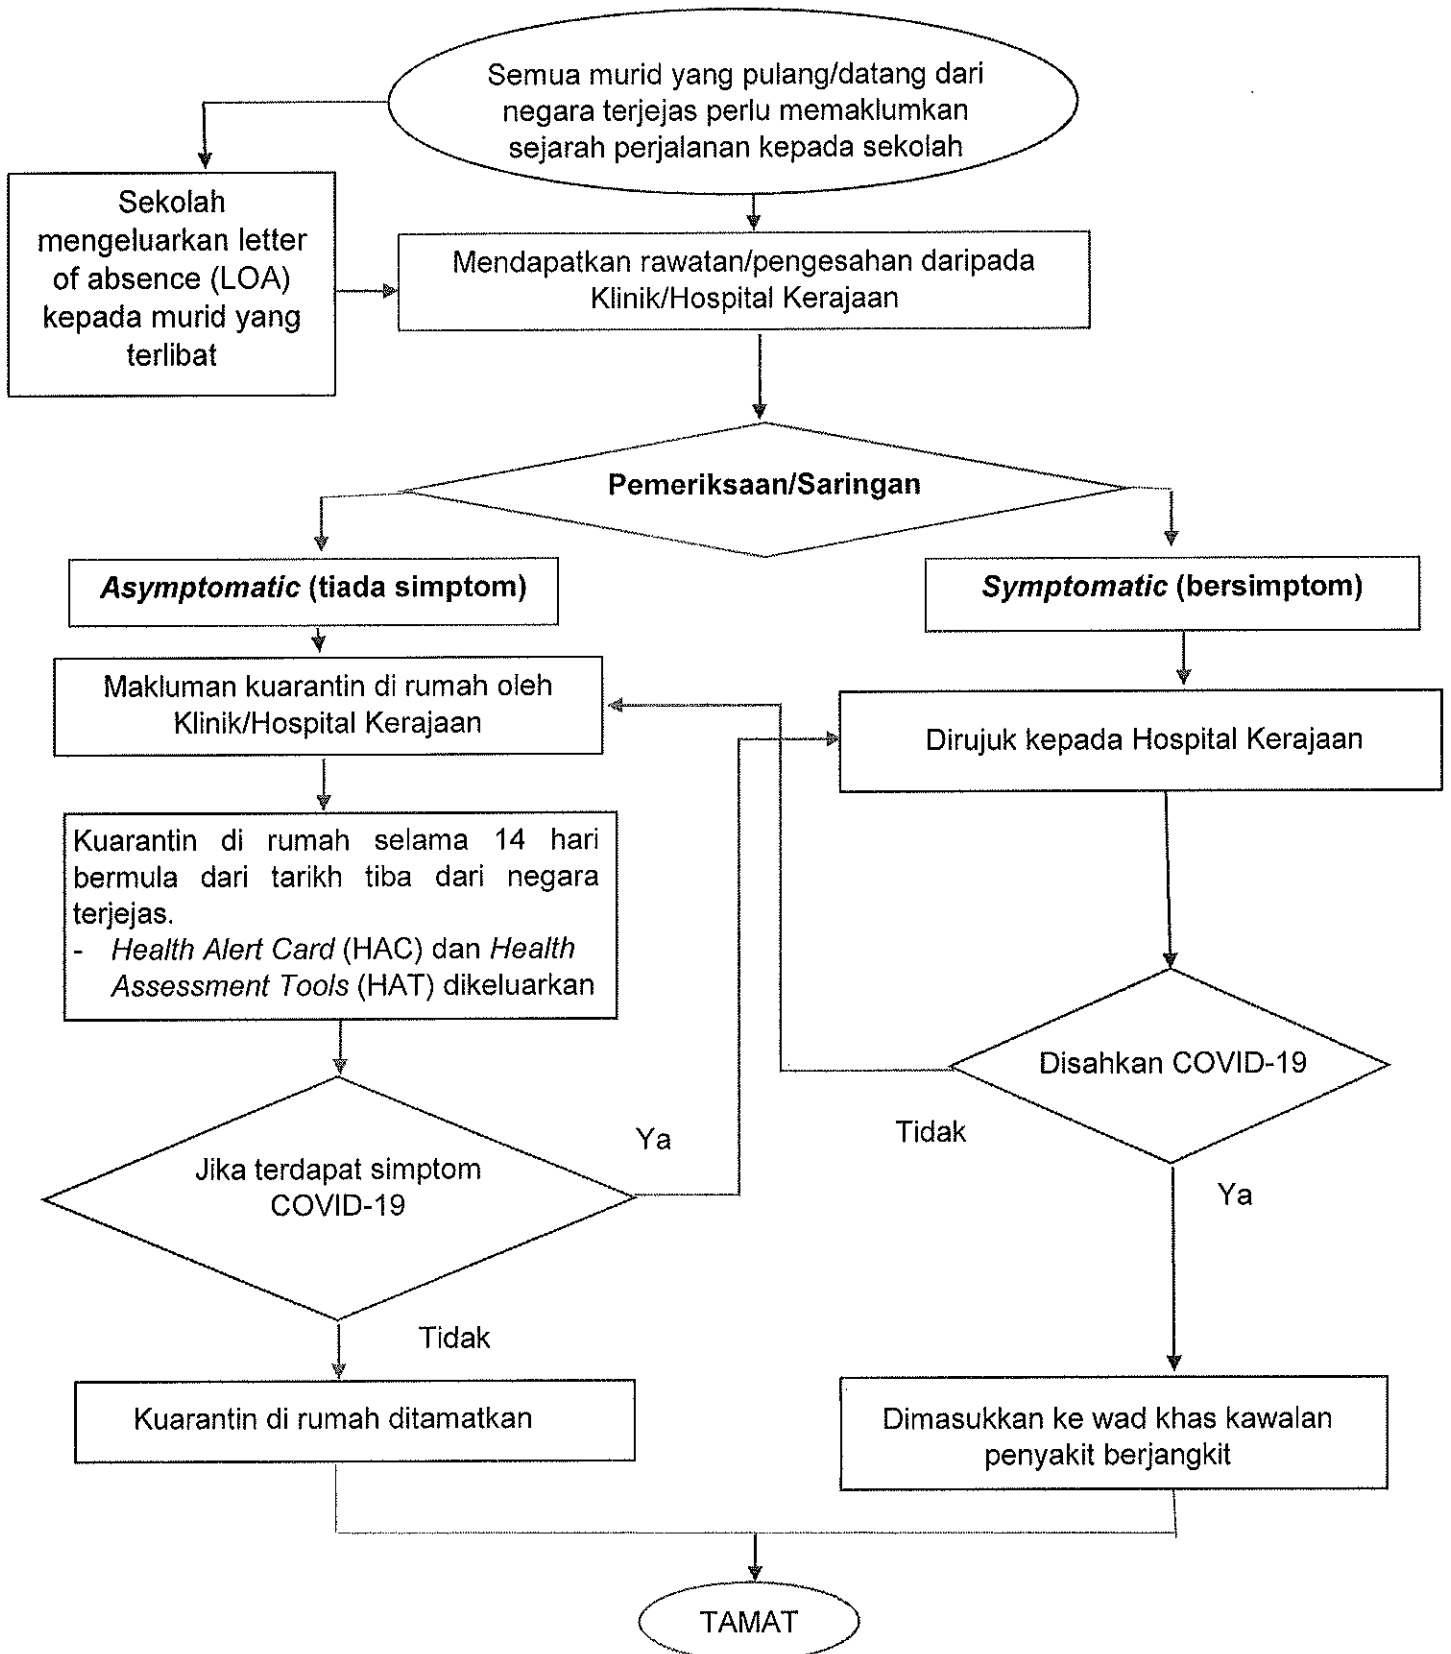 Semua murid yang pulang/datang dari
negara terjejas perlu memaklumkan
sejarah perjalanan kepada sekolah
Sekolah
mengeluarkan letter
of absence (LOA)
kepada murid yang
terlibat
Mendapatkan rawatan/pengesahan daripada
Klinik/Hospital Kerajaan
Pemeriksaan/Saringan
Asymptomatic (tiada simptom)
Symptomatic (bersimptom)
Makluman kuarantin di rumah oleh
Klinik/Hospital Kerajaan
Dirujuk kepada Hospital Kerajaan
Kuarantin di rumah selama 14 hari
bermula dari tarikh tiba dari negara
terjejas.
- Health Alert Card (HAC) dan Health
Assessment Tools (HAT) dikeluarkan
Disahkan COVID-19
Tidak
Ya
Jika terdapat simptom
COVID-19
Ya
Tidak
Kuarantin di rumah ditamatkan
Dimasukkan ke wad khas kawalan
penyakit berjangkit
TAMAT